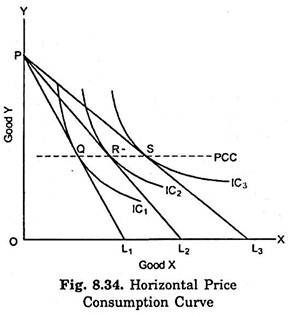 Y
P
Good Y
Q
R-
S
PCC
IC₁
IC₂
IC₃
O
L₁
L₂
L₃
X
Good X
Fig. 8.34. Horizontal Price
Consumption Curve